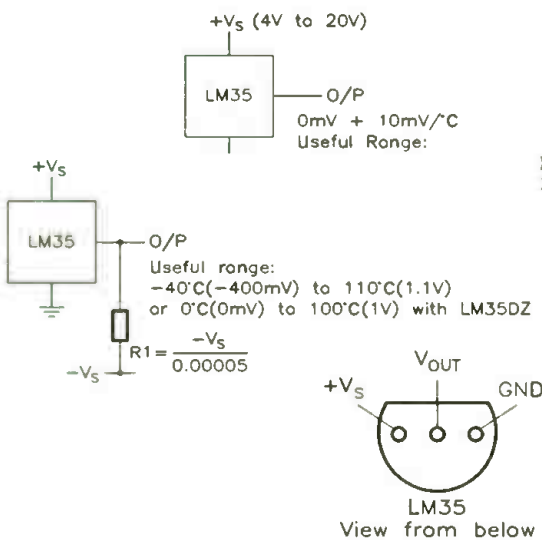 +VS (4V to 20V)
LM35
O/P
0mV + 10mV/°C
Useful Range:
+VS
LM35
O/P
Useful range:
-40°C(-400mV) to 110°C(1.1V)
or 0°C(0mV) to 100°C(1V) with LM35DZ
R1 = -VS
0.00005
-VS
VOUT
+VS
GND
LM35
View from below